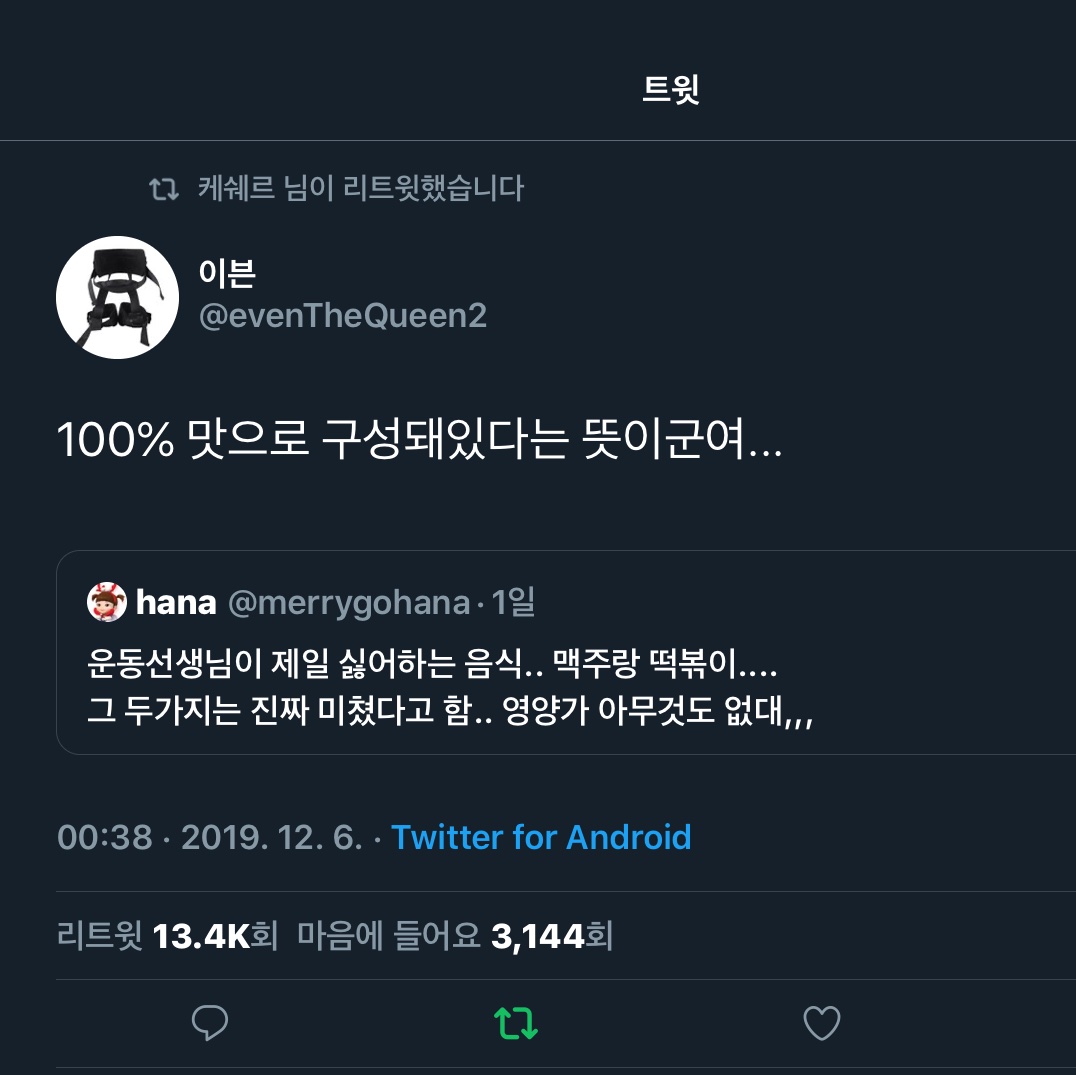 트윗
케쉐르 님이 리트윗했습니다
이븐
@evenTheQueen2
100% 맛으로 구성돼있다는 뜻이군여...
hana @merrygohana · 1일
운동선생님이 제일 싫어하는 음식.. 맥주랑 떡볶이....
그 두가지는 진짜 미쳤다고 함.. 영양가 아무것도 없대,,,
00:38 · 2019. 12. 6. · Twitter for Android
리트윗 13.4K회 마음에 들어요 3,144회